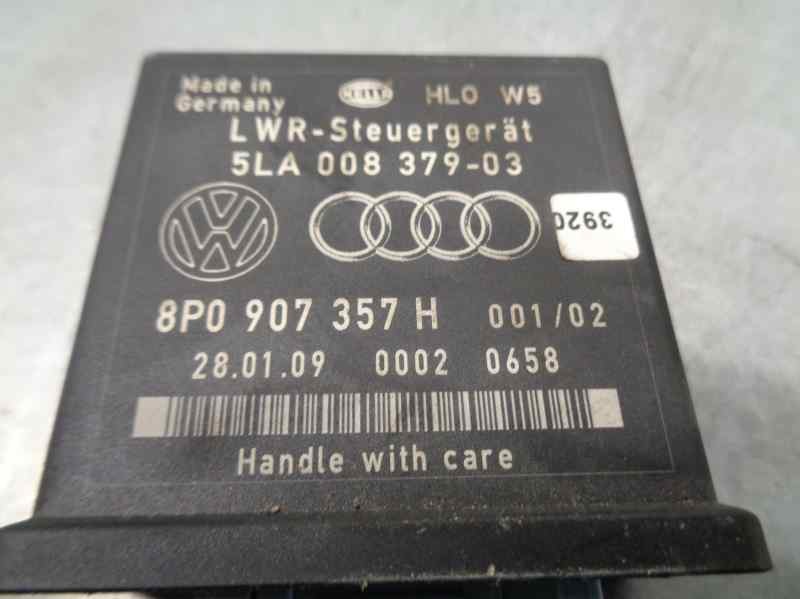 Made in
Germany
HELLA HLO W5
LWR-Steuergerät
5LA 008 379-03
3920
8P0 907 357 H 001/02
28.01.09 0002 0658
Handle with care